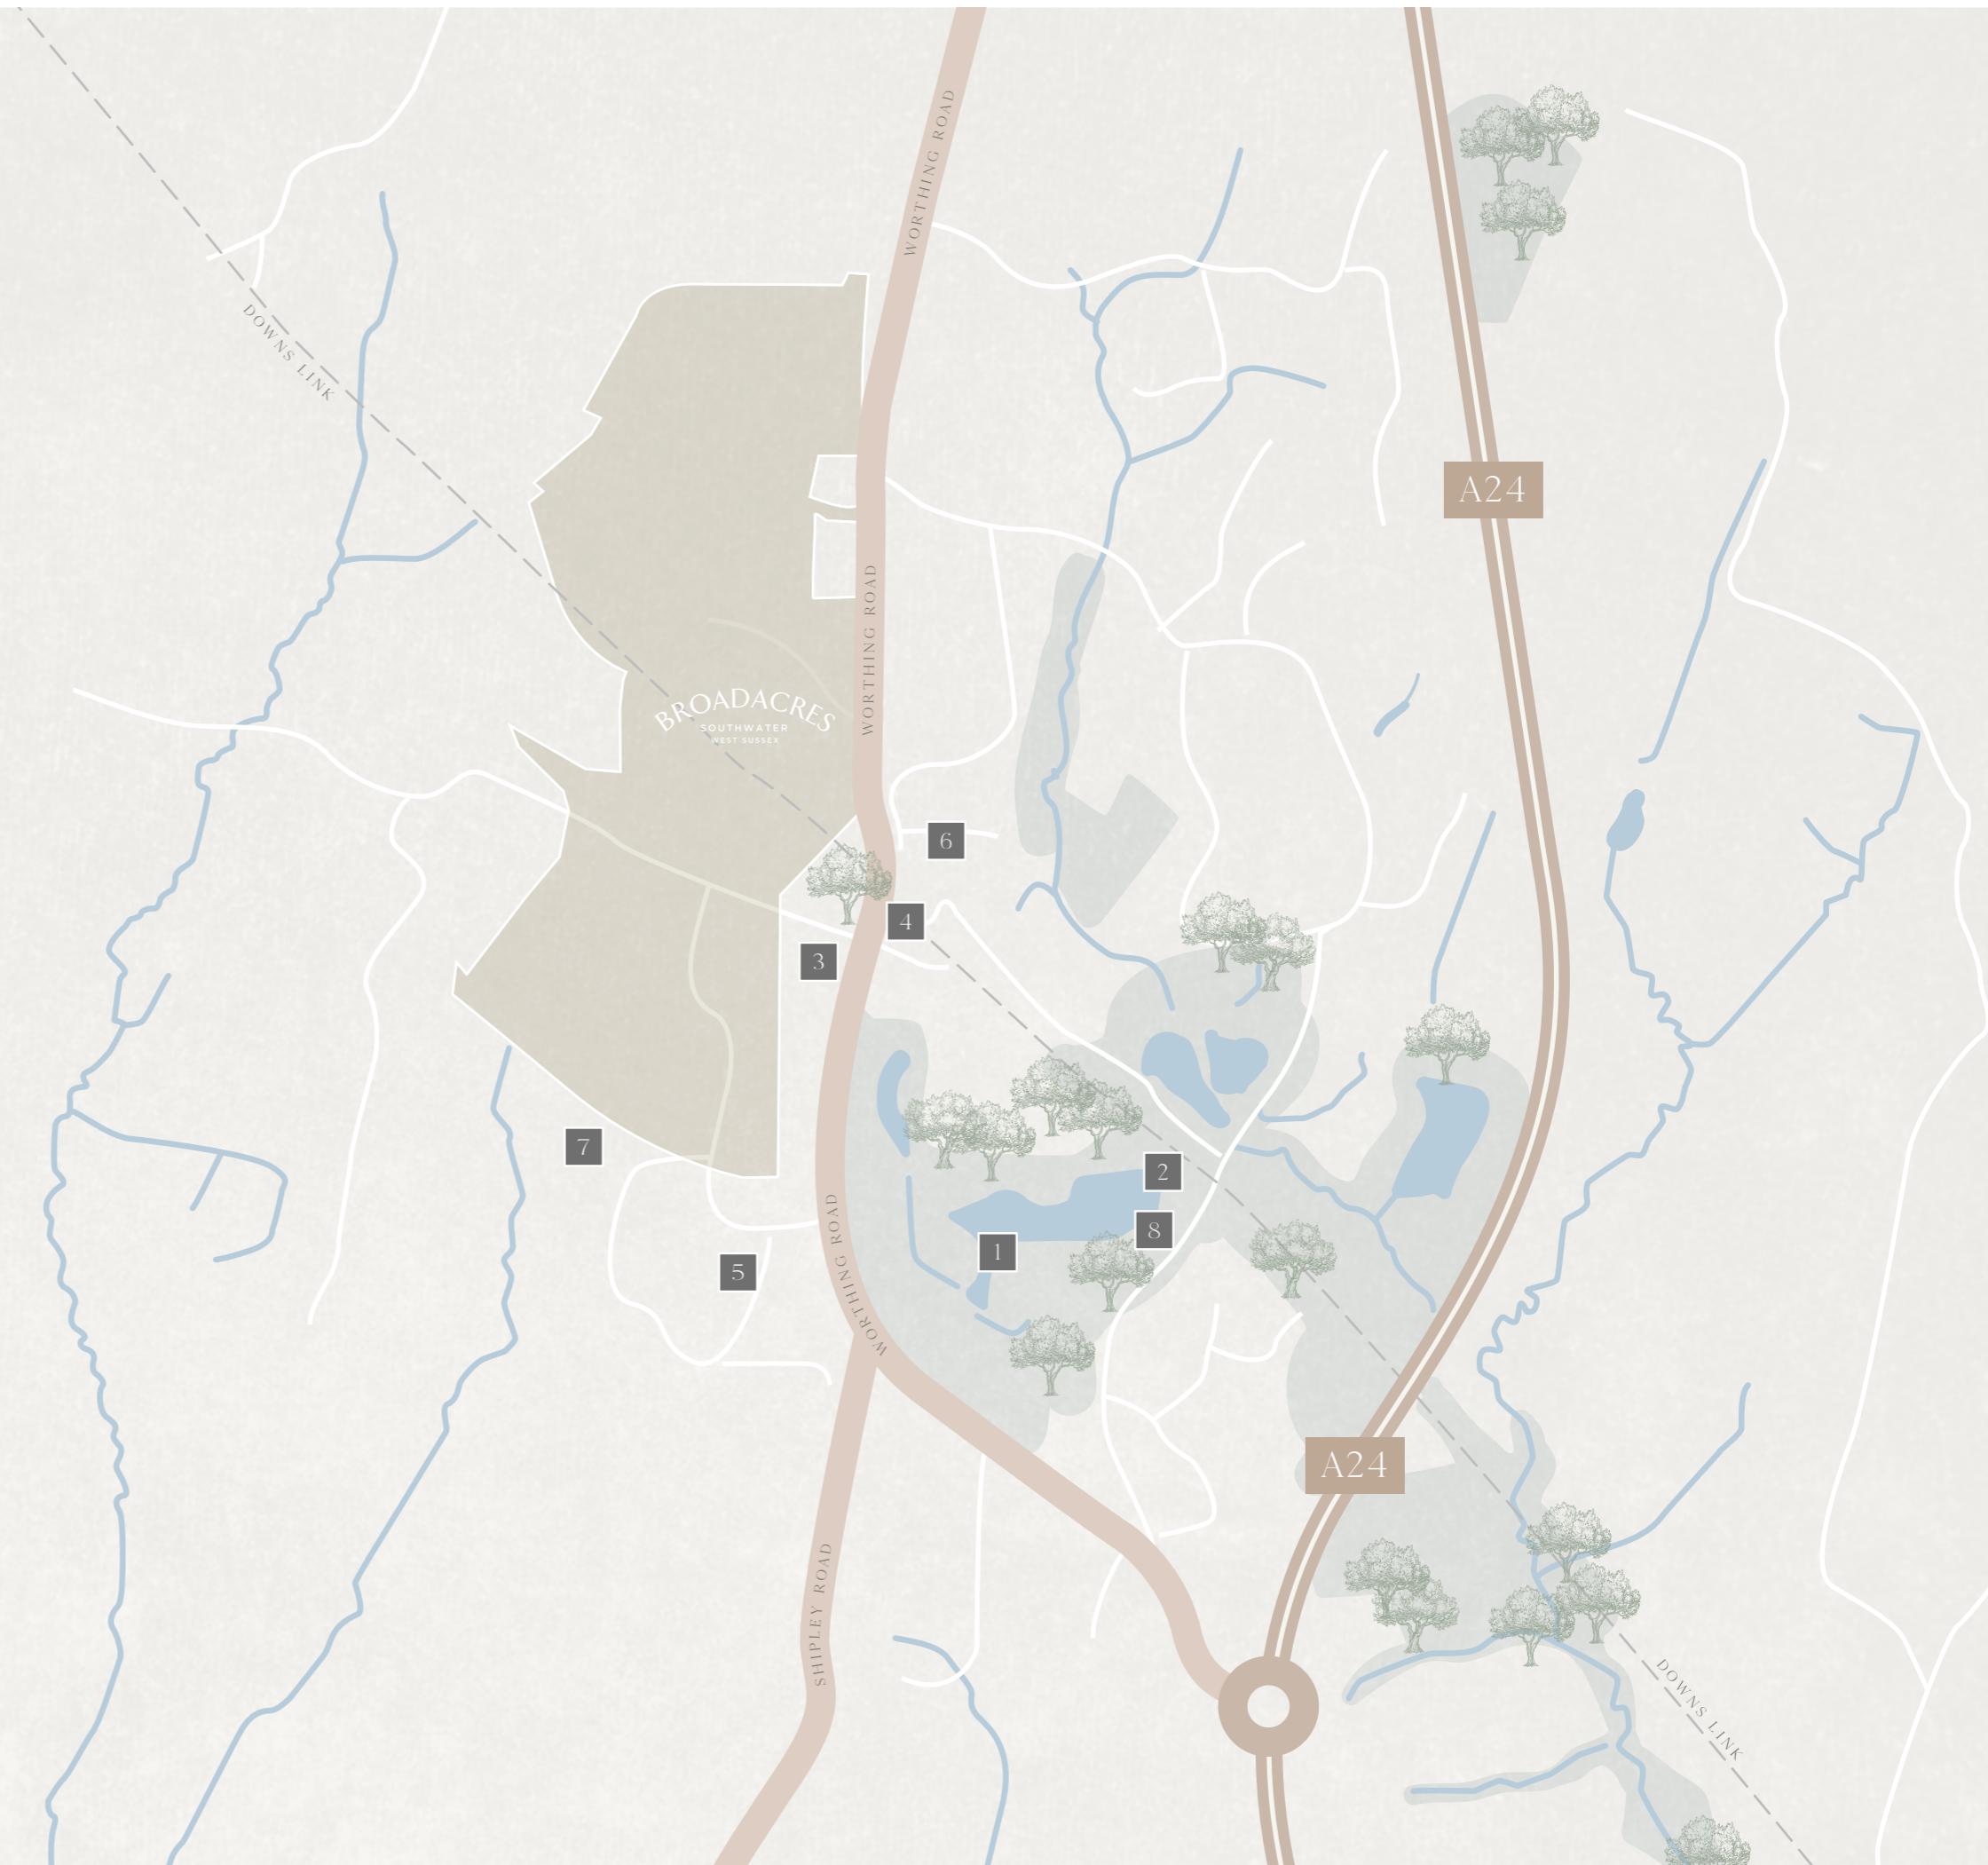 WORTHING ROAD
DOWNS LINK
A24
WORTHING ROAD
BROADACRES
SOUTHWATER
WEST SUSSEX
6
4
3
7
2
8
1
5
WORTHING ROAD
A24
SHIPLEY ROAD
DOWNS LINK